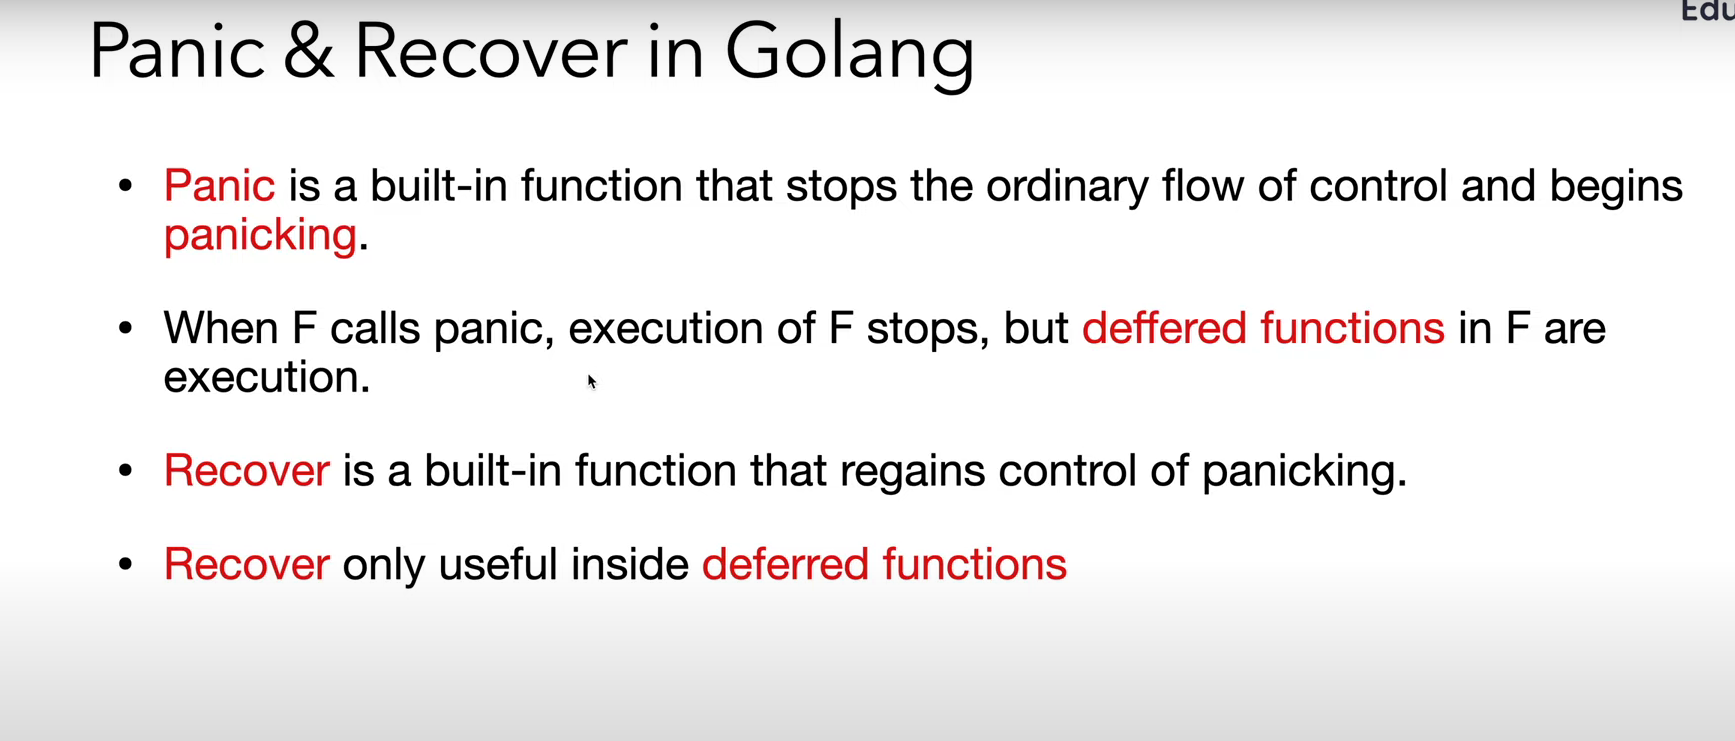 Edu
Panic & Recover in Golang
• Panic is a built-in function that stops the ordinary flow of control and begins
panicking.
• When F calls panic, execution of F stops, but deffered functions in F are
execution.
• Recover is a built-in function that regains control of panicking.
• Recover only useful inside deferred functions